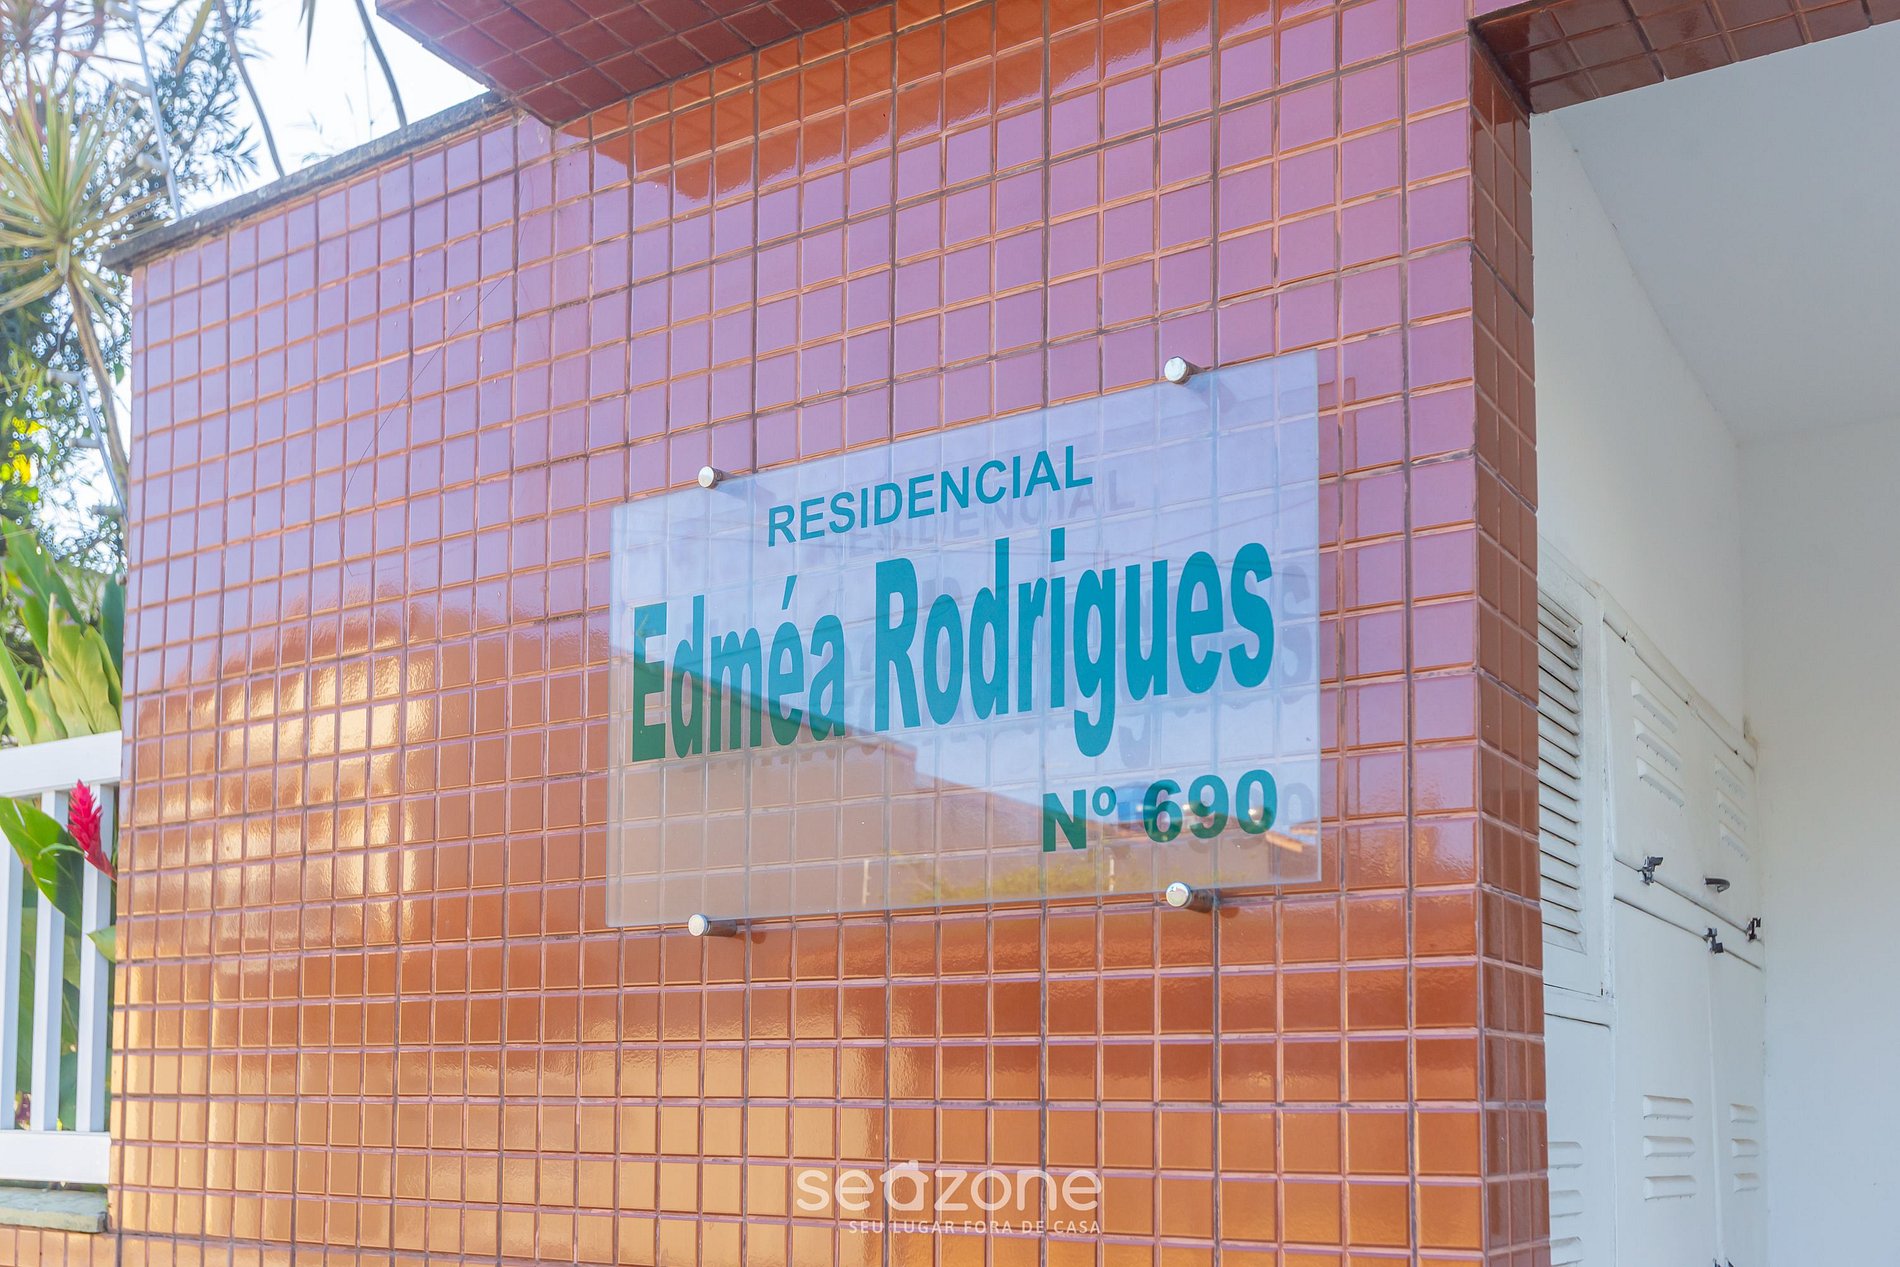 RESIDENCIAL
Edméa Rodrigues
Nº 690
seazone
SEU LUGAR FORA DE CASA